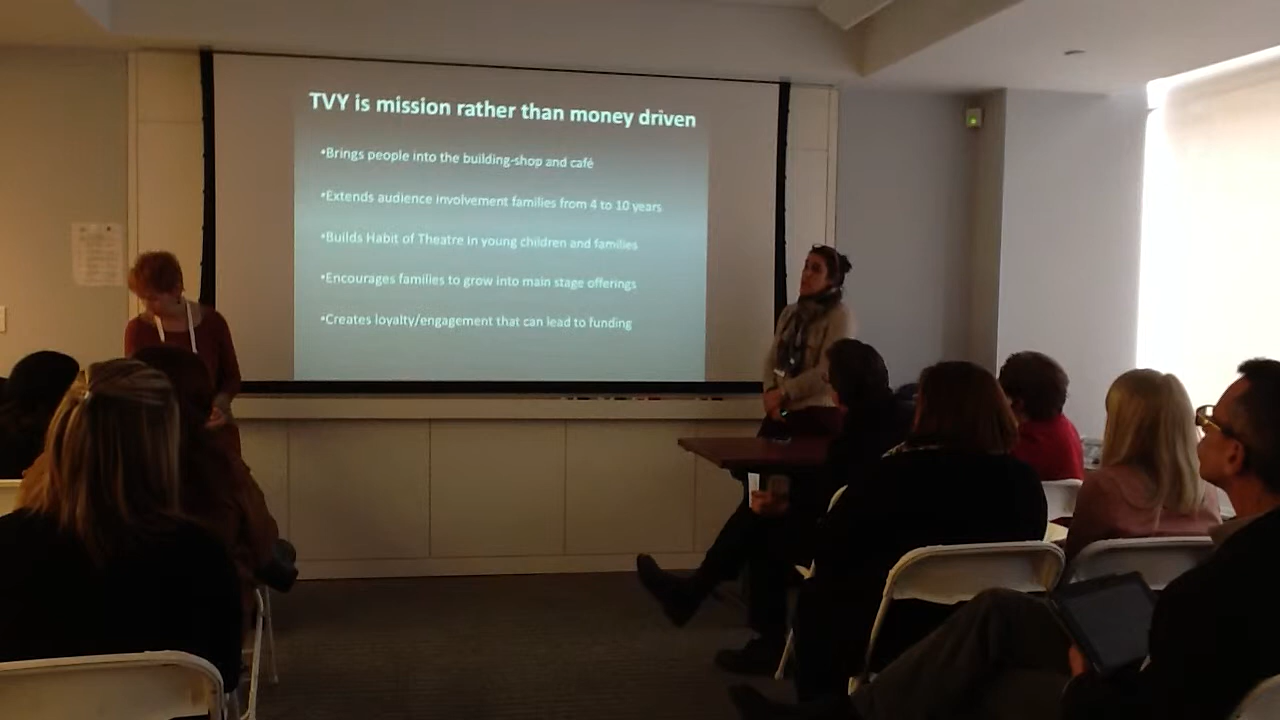 TVY is mission rather than money driven
•Brings people into the building-shop and café
•Extends audience involvement families from 4 to 10 years
•Builds Habit of Theatre in young children and families
•Encourages families to grow into main stage offerings
•Creates loyalty/engagement that can lead to funding